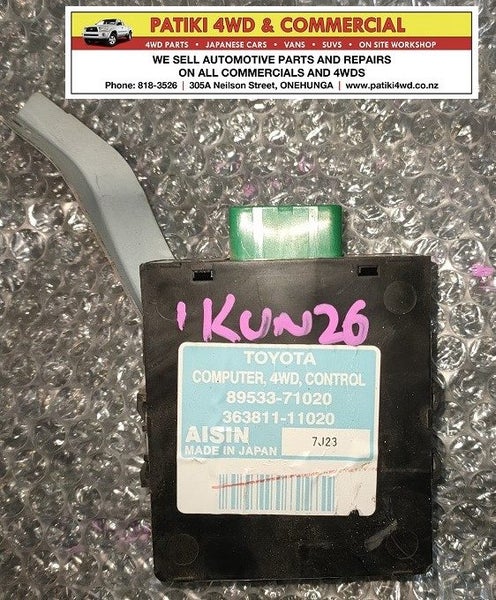 PATIKI 4WD & COMMERCIAL
4WD PARTS • JAPANESE CARS • VANS • SUVS • ON SITE WORKSHOP
WE SELL AUTOMOTIVE PARTS AND REPAIRS
ON ALL COMMERCIALS AND 4WDS
Phone: 818-3526 | 305A Neilson Street, ONEHUNGA | www.patiki4wd.co.nz
'KUN26
TOYOTA
COMPUTER, 4WD, CONTROL
89533-71020
363811-11020
AISIN 7J23
MADE IN JAPAN